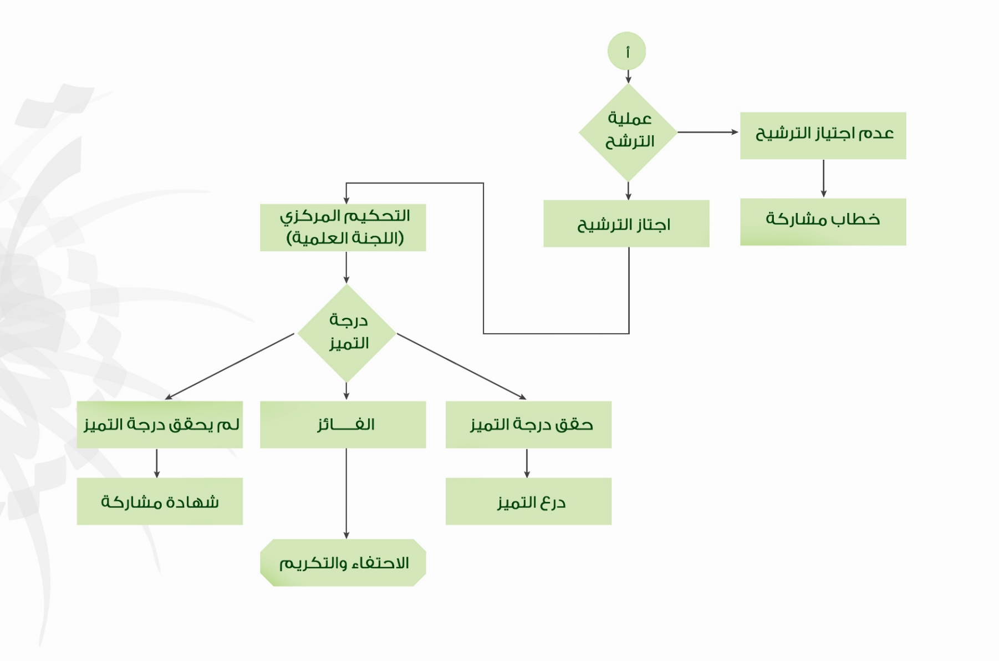 أ
عملية
الترشح
عدم اجتياز الترشيح
خطاب مشاركة
اجتاز الترشيح
التحكيم المركزي
(اللجنة العلمية)
درجة
التميز
حقق درجة التميز
الفـــــائز
لم يحقق درجة التميز
درع التميز
شهادة مشاركة
الاحتفاء والتكريم